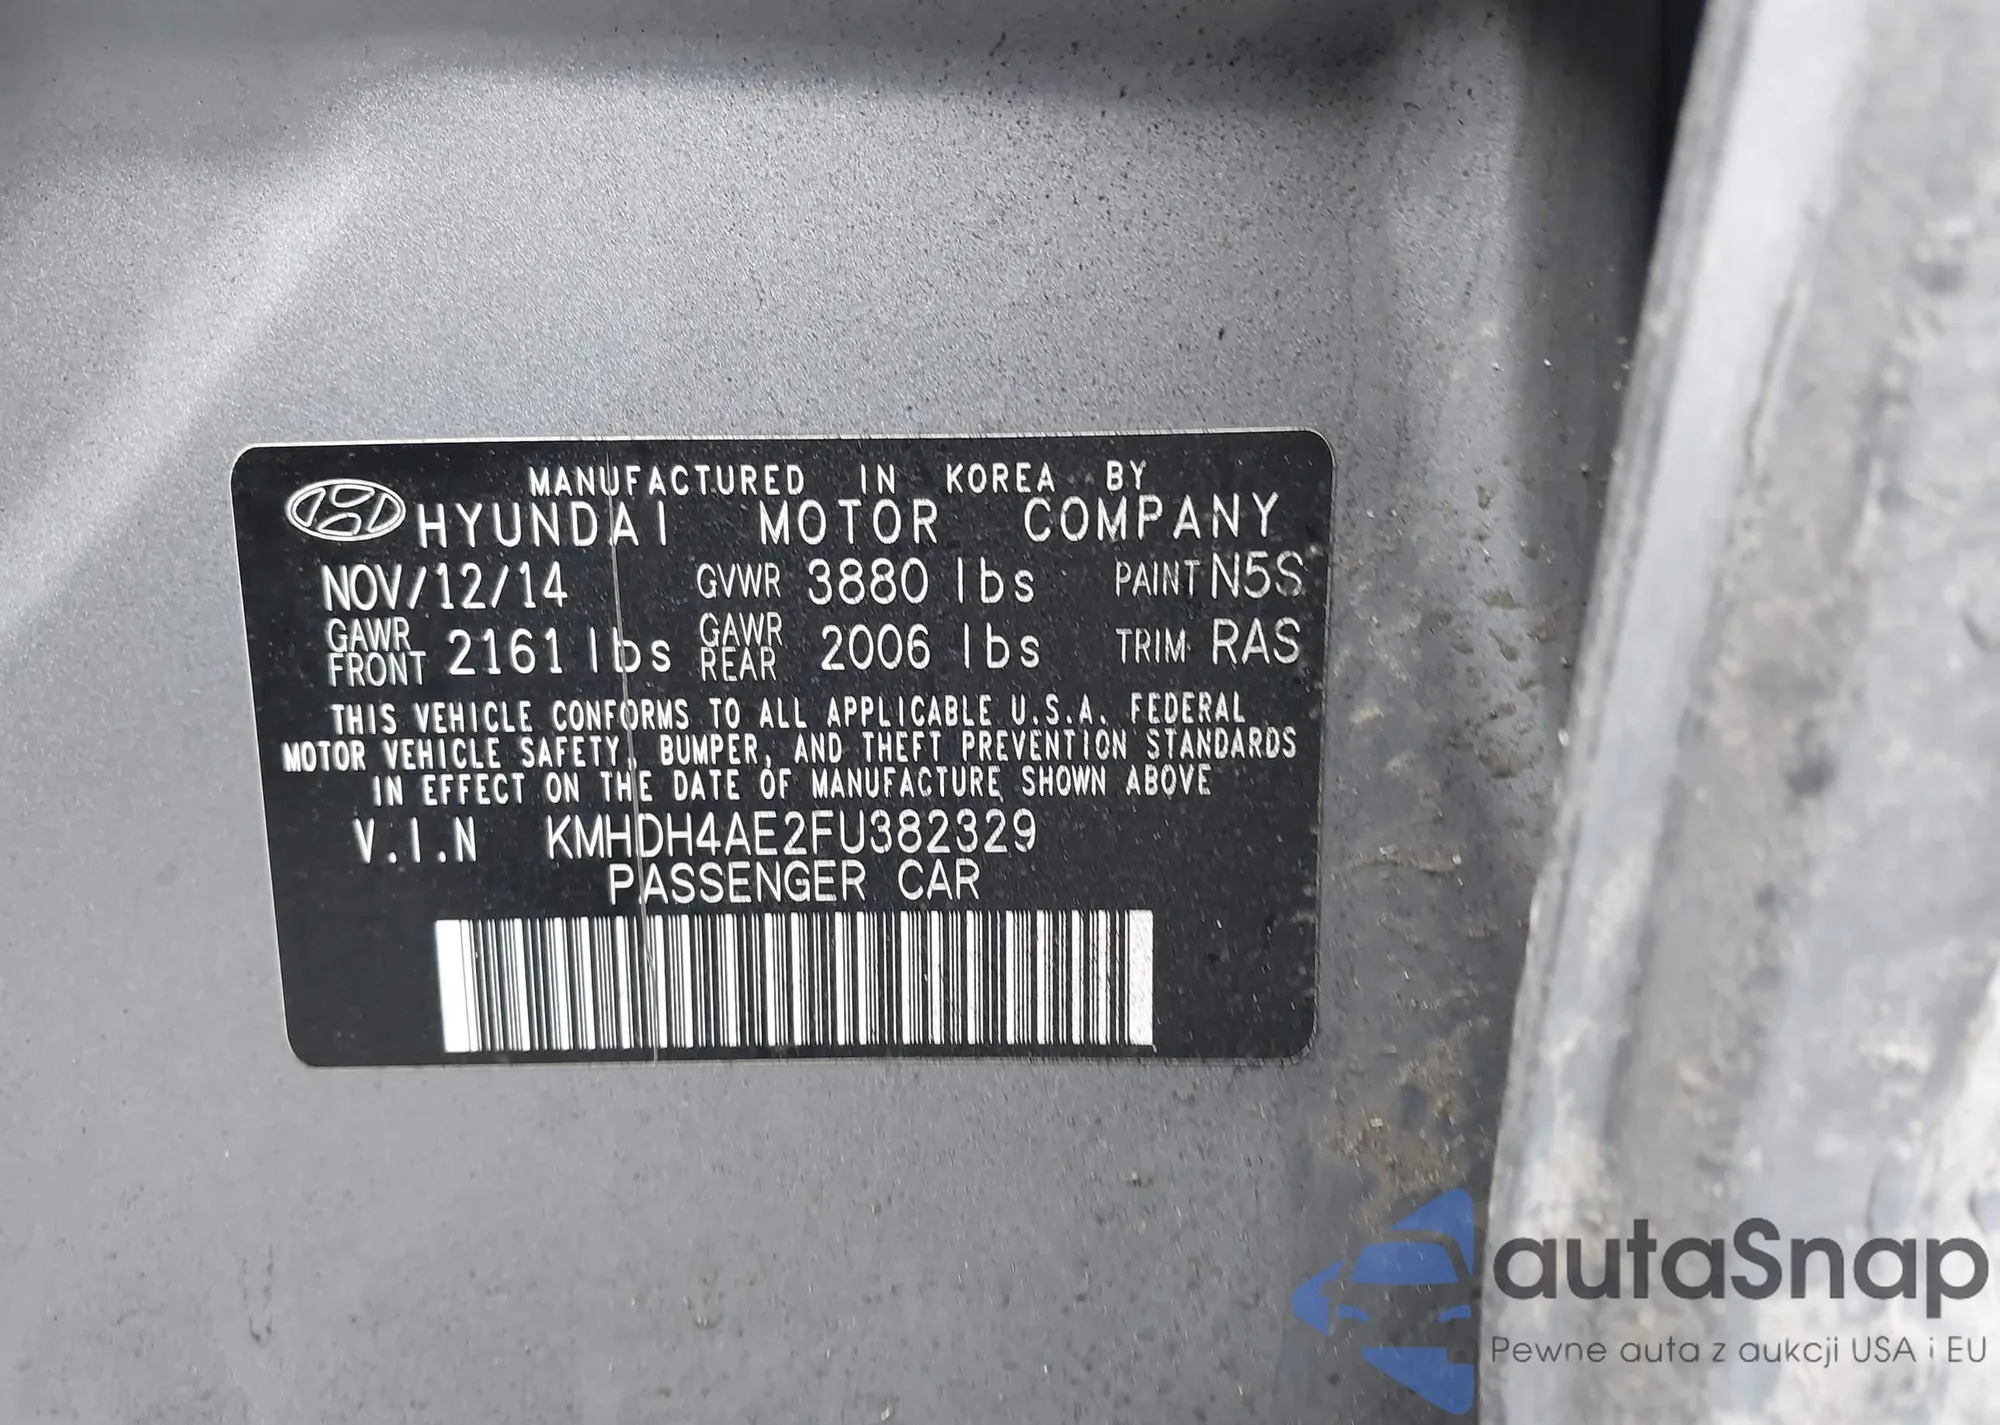 MANUFACTURED IN KOREA BY
HYUNDAI MOTOR COMPANY
NOV/12/14 GVWR 3880 lbs PAINT N5S
GAWR FRONT 2161 lbs GAWR REAR 2006 lbs TRIM RAS
THIS VEHICLE CONFORMS TO ALL APPLICABLE U.S.A. FEDERAL
MOTOR VEHICLE SAFETY, BUMPER, AND THEFT PREVENTION STANDARDS
IN EFFECT ON THE DATE OF MANUFACTURE SHOWN ABOVE
V.I.N KMHDH4AE2FU382329
PASSENGER CAR
autaSnap
Pewne auta z aukcji USA i EU